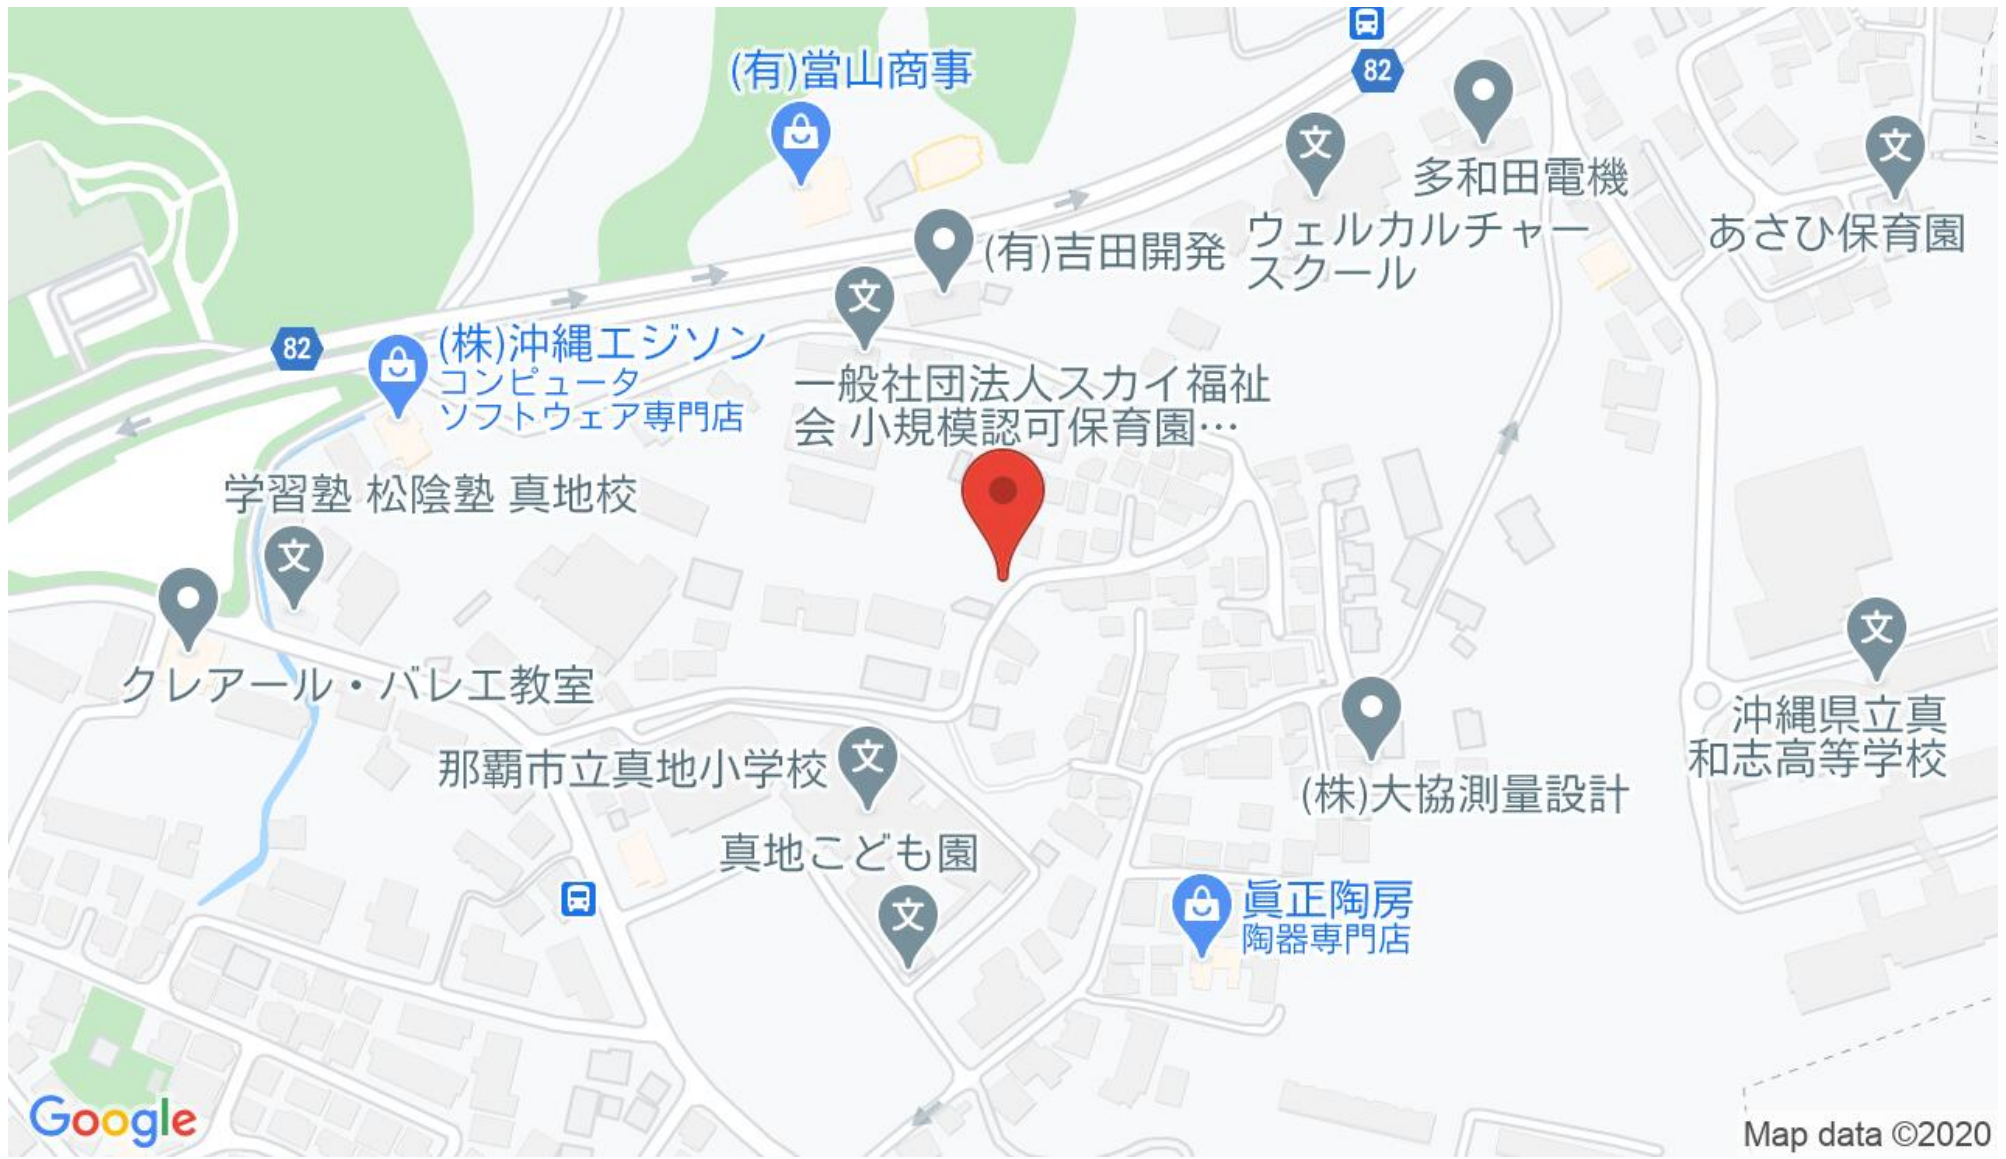 (有)當山商事
82
多和田電機
文
文
あさひ保育園
ウェルカルチャー
スクール
(有)吉田開発
文
82
(株)沖縄エジソン
コンピュータ
ソフトウェア専門店
一般社団法人スカイ福祉
会 小規模認可保育園…
学習塾 松陰塾 真地校
文
クレアール・バレエ教室
文
沖縄県立真
和志高等学校
那覇市立真地小学校
文
(株)大協測量設計
真地こども園
文
眞正陶房
陶器専門店
Google
Map data ©2020